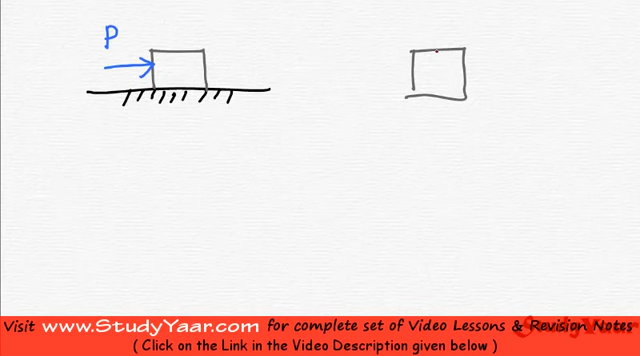 P
Visit www.StudyYaar.com for complete set of Video Lessons & Revision Notes
( Click on the Link in the Video Description given below )
StudyYaar